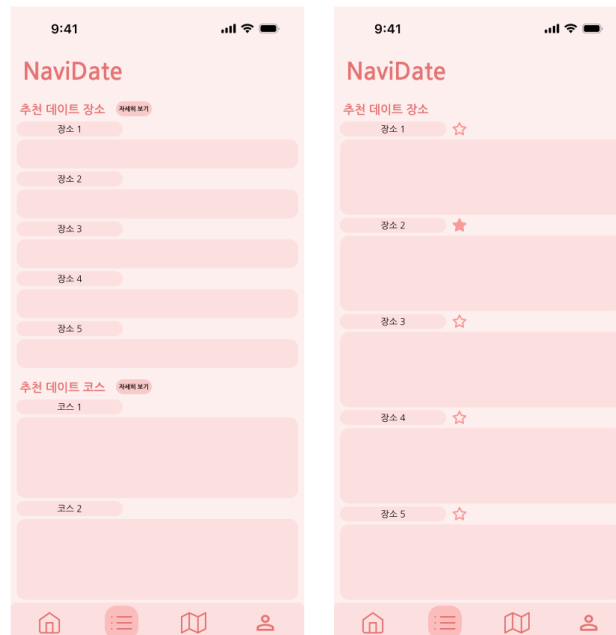 9:41
NaviDate
추천 데이트 장소 자세히 보기
장소 1
장소 2
장소 3
장소 4
장소 5
추천 데이트 코스 자세히 보기
코스 1
코스 2
9:41
NaviDate
추천 데이트 장소
장소 1
장소 2
장소 3
장소 4
장소 5